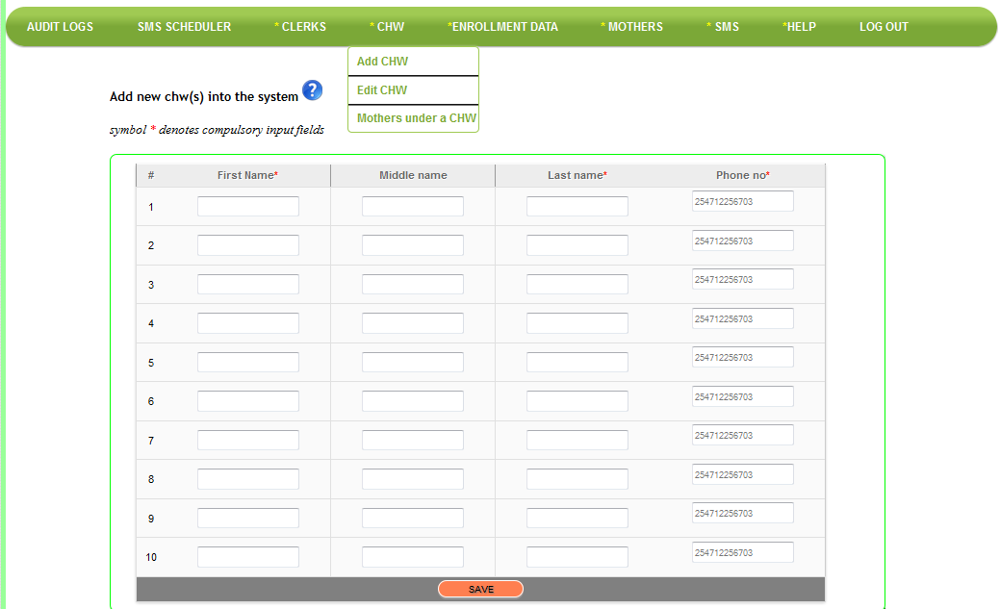 AUDIT LOGS SMS SCHEDULER * CLERKS * CHW *ENROLLMENT DATA * MOTHERS * SMS *HELP LOG OUT
Add CHW
Edit CHW
Mothers under a CHW
Add new chw(s) into the system ?
symbol * denotes compulsory input fields
# First Name* Middle name Last name* Phone no*
1 254712256703
2 254712256703
3 254712256703
4 254712256703
5 254712256703
6 254712256703
7 254712256703
8 254712256703
9 254712256703
10 254712256703
SAVE